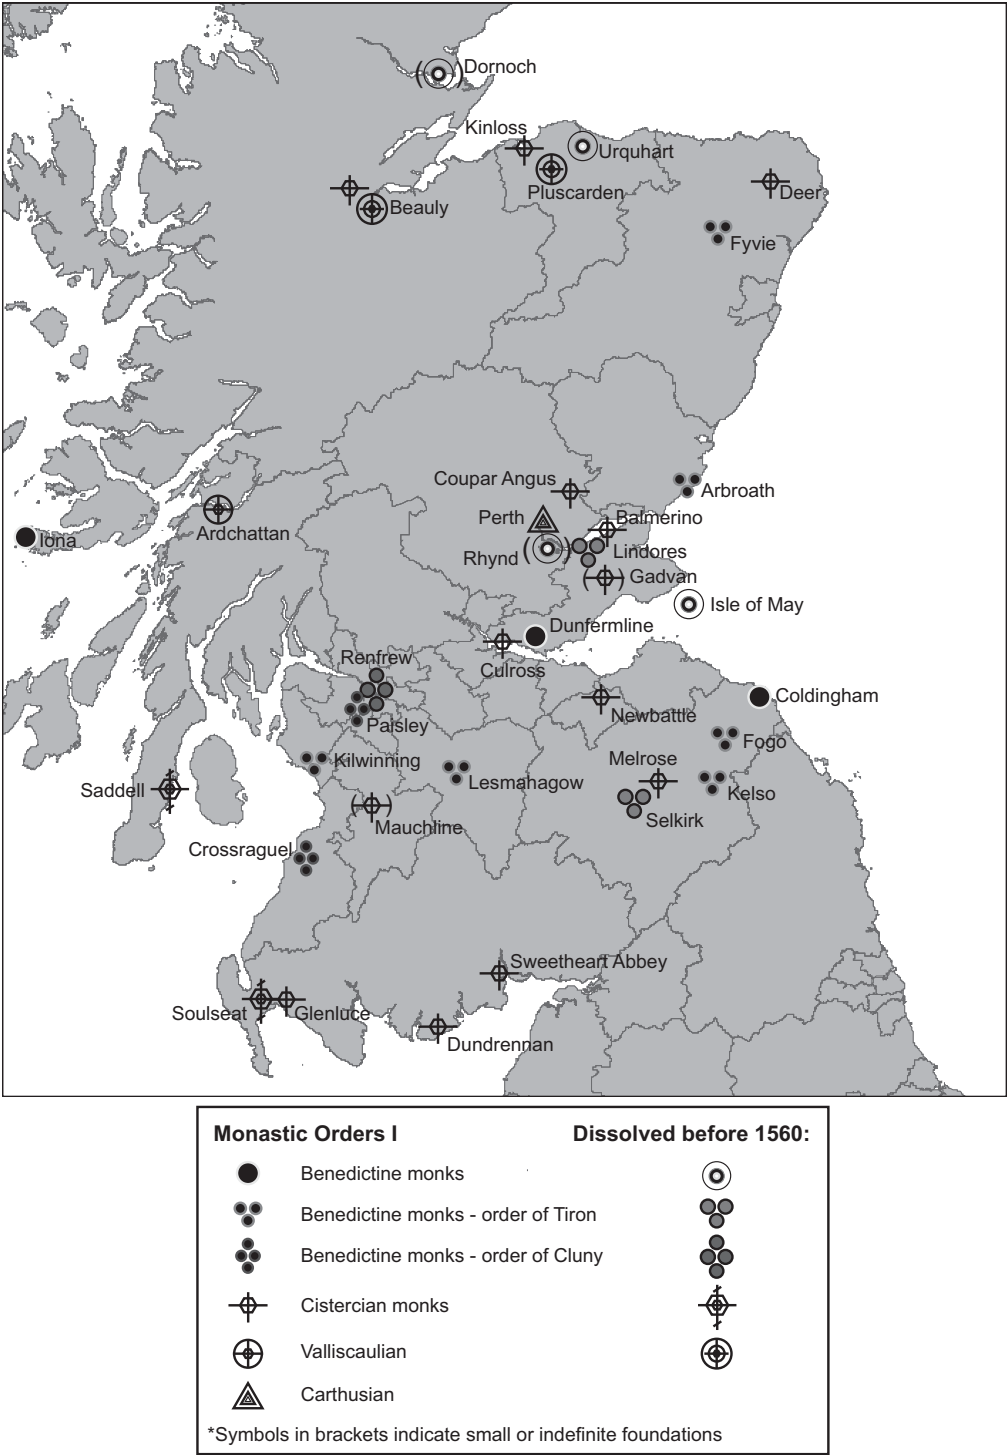 ( ) Dornoch
Kinloss
Urquhart
Pluscarden
Deer
Beauly
Fyvie
Coupar Angus
Arbroath
Perth
Balmerino
Ardchattan
Iona
Rhynd ( )
Lindores
( ) Gadvan
Isle of May
Dunfermline
Culross
Renfrew
Coldingham
Newbattle
Paisley
Fogo
Kilwinning
Melrose
Lesmahagow
Saddell
Kelso
( )
Mauchline
Selkirk
Crossraguel
Sweetheart Abbey
Soulseat
Glenluce
Dundrennan
Monastic Orders I Dissolved before 1560:
Benedictine monks
Benedictine monks - order of Tiron
Benedictine monks - order of Cluny
Cistercian monks
Valliscaulian
Carthusian
*Symbols in brackets indicate small or indefinite foundations